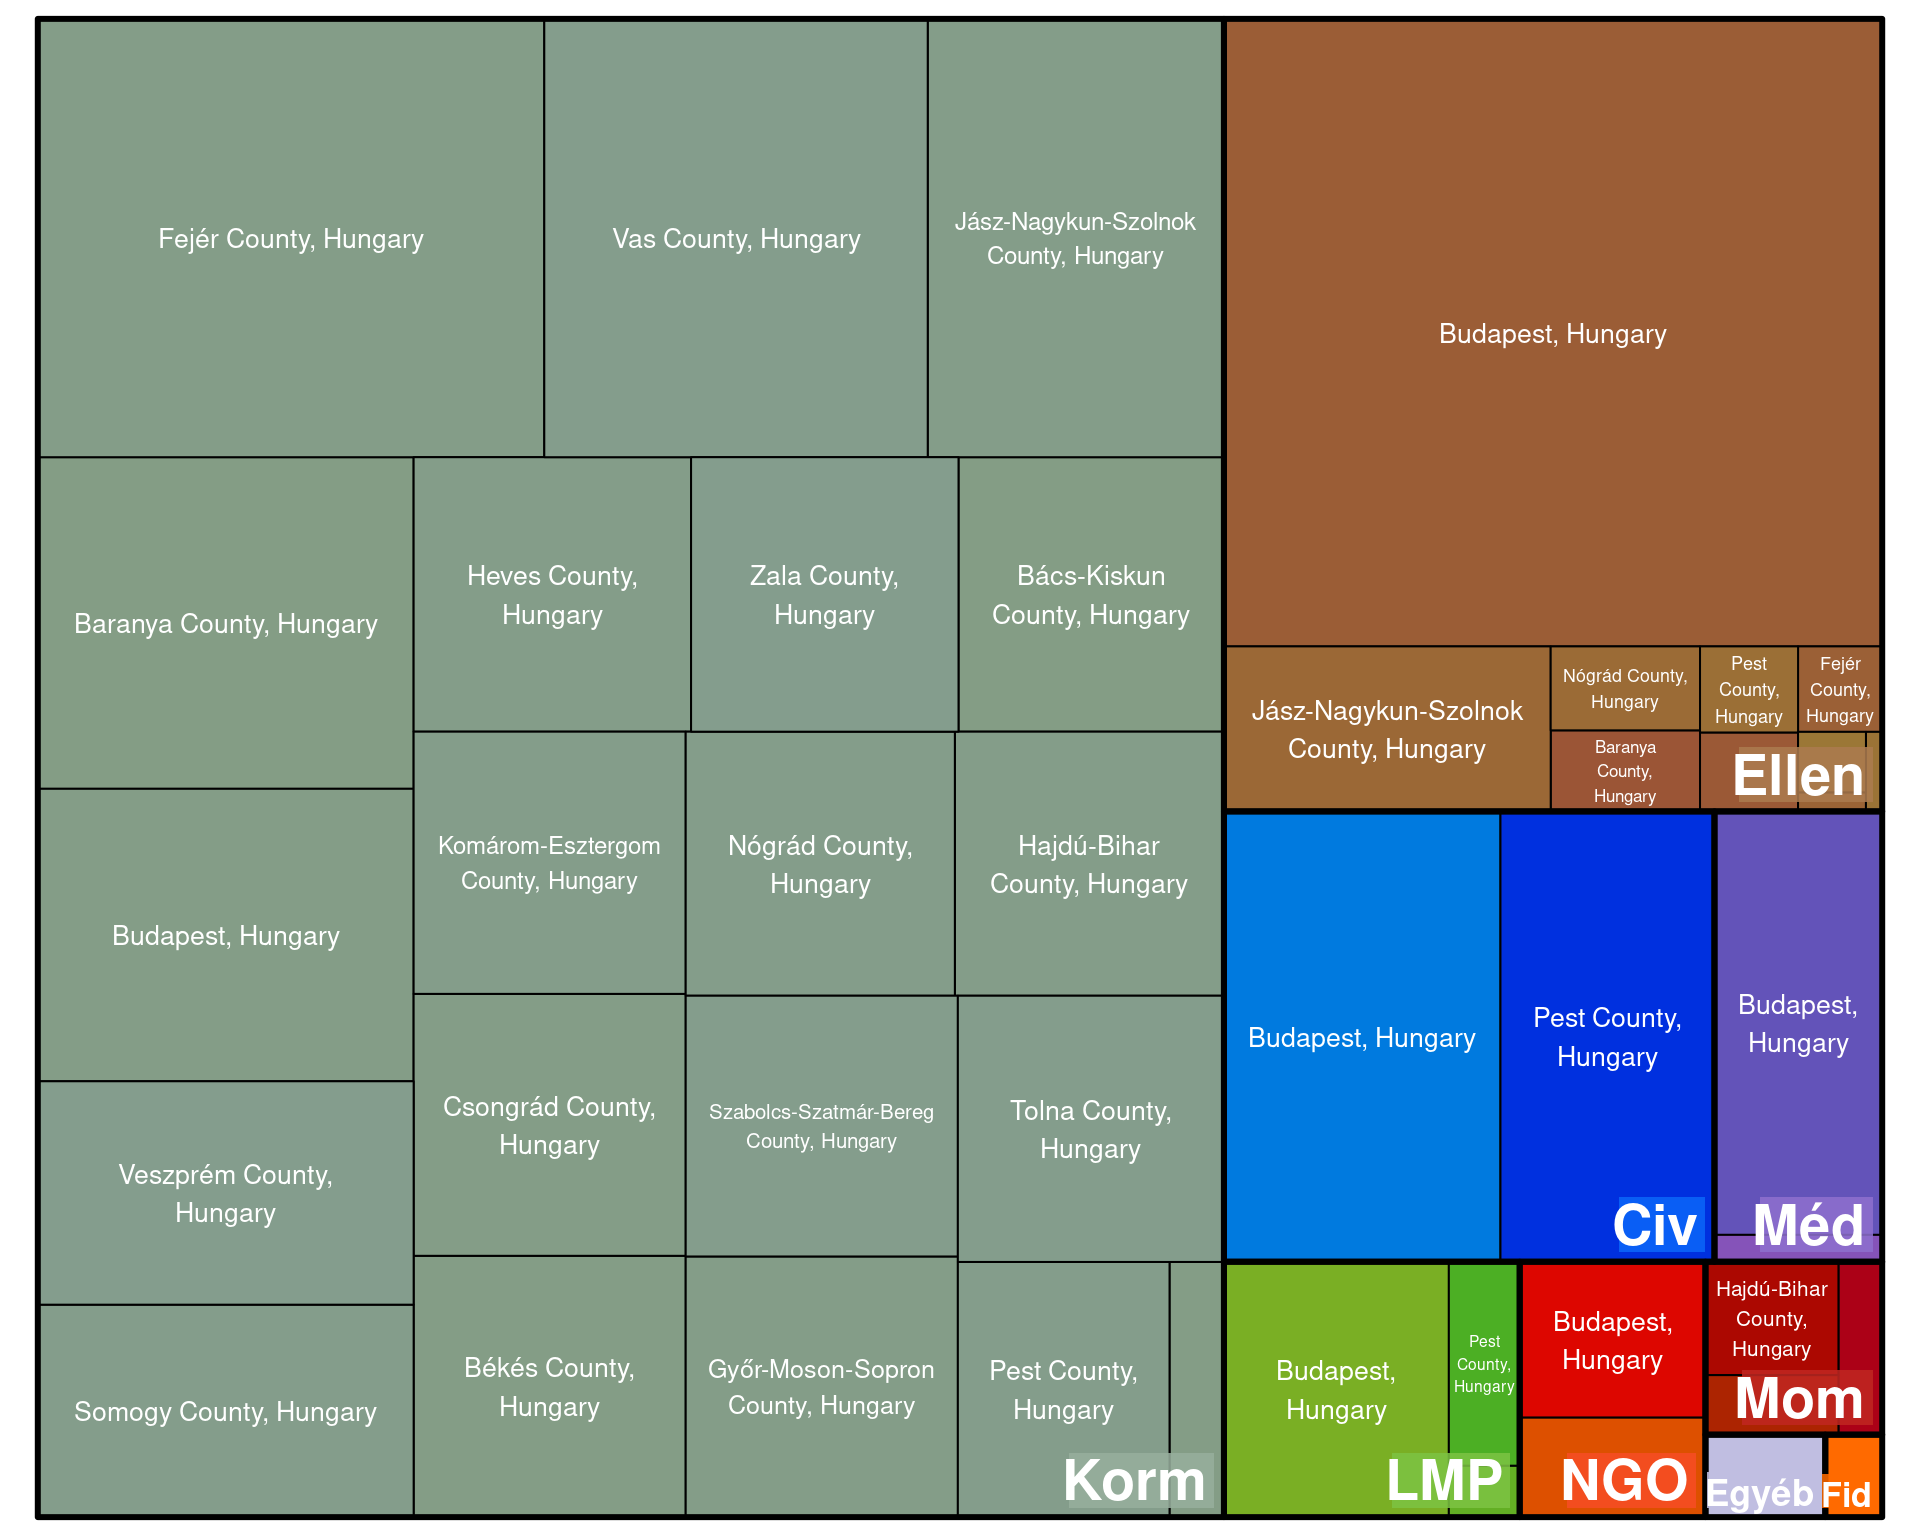 Fejér County, Hungary
Vas County, Hungary
Jász-Nagykun-Szolnok
County, Hungary
Baranya County, Hungary
Heves County,
Hungary
Zala County,
Hungary
Bács-Kiskun
County, Hungary
Budapest, Hungary
Komárom-Esztergom
County, Hungary
Nógrád County,
Hungary
Hajdú-Bihar
County, Hungary
Veszprém County,
Hungary
Csongrád County,
Hungary
Szabolcs-Szatmár-Bereg
County, Hungary
Tolna County,
Hungary
Somogy County, Hungary
Békés County,
Hungary
Győr-Moson-Sopron
County, Hungary
Pest County,
Hungary
Korm
Budapest, Hungary
Jász-Nagykun-Szolnok
County, Hungary
Nógrád County,
Hungary
Baranya
County,
Hungary
Pest
County,
Hungary
Fejér
County,
Hungary
Ellen
Budapest, Hungary
Pest County,
Hungary
Civ
Budapest,
Hungary
Méd
Budapest,
Hungary
Pest
County,
Hungary
LMP
Budapest,
Hungary
NGO
Hajdú-Bihar
County,
Hungary
Mom
Egyéb
Fid